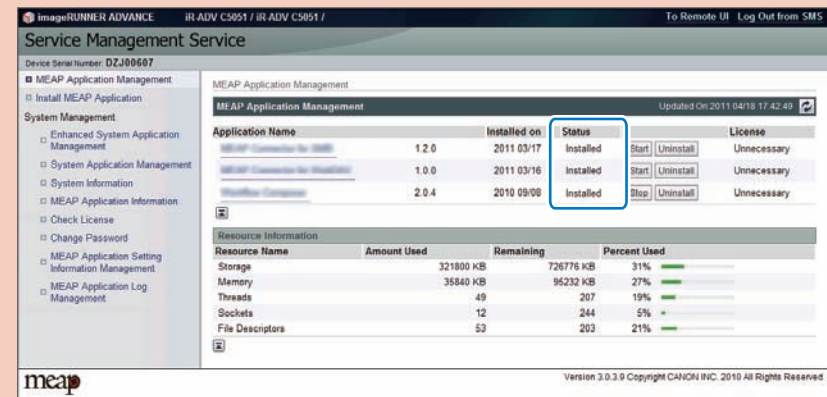 imageRUNNER ADVANCE iR-ADV C5051 / iR-ADV C5051 / To Remote UI Log Out from SMS
Service Management Service
Device Serial Number: DZJ00607
MEAP Application Management
Install MEAP Application
System Management
Enhanced System Application
Management
System Application Management
System Information
MEAP Application Information
Check License
Change Password
MEAP Application Setting
Information Management
MEAP Application Log
Management
MEAP Application Management
MEAP Application Management Updated On:2011 04/18 17:42:49
Application Name Installed on Status License
1.2.0 2011 03/17 Installed Start Uninstall Unnecessary
1.0.0 2011 03/16 Installed Start Uninstall Unnecessary
2.0.4 2010 09/08 Installed Stop Uninstall Unnecessary
Resource Information
Resource Name Amount Used Remaining Percent Used
Storage 321800 KB 726776 KB 31%
Memory 35840 KB 95232 KB 27%
Threads 49 207 19%
Sockets 12 244 5%
File Descriptors 53 203 21%
meap
Version 3.0.3.9 Copyright CANON INC. 2010 All Rights Reserved